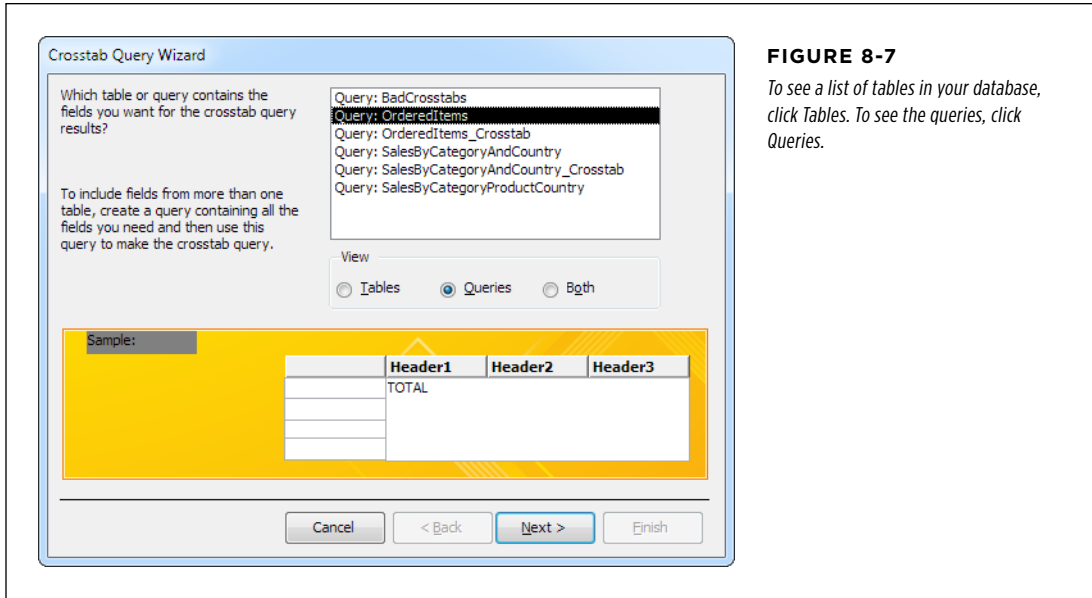 Crosstab Query Wizard
Which table or query contains the
fields you want for the crosstab query
results?
To include fields from more than one
table, create a query containing all the
fields you need and then use this
query to make the crosstab query.
Query: BadCrosstabs
Query: OrderedItems
Query: OrderedItems_Crosstab
Query: SalesByCategoryAndCountry
Query: SalesByCategoryAndCountry_Crosstab
Query: SalesByCategoryProductCountry
View
Tables
Queries
Both
Sample:
Header1 Header2 Header3
TOTAL
Cancel
< Back
Next >
Finish
FIGURE 8-7
To see a list of tables in your database,
click Tables. To see the queries, click
Queries.